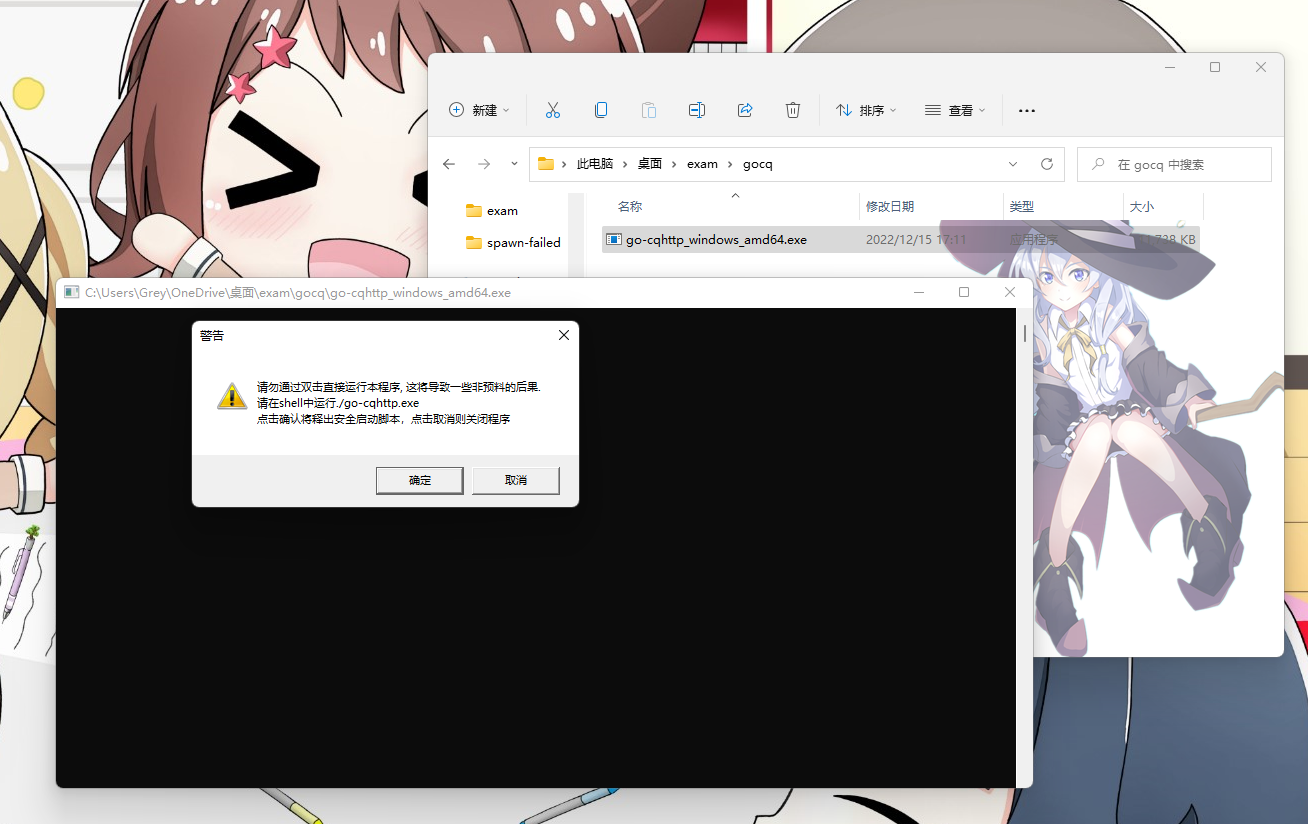 新建
排序
查看
此电脑 > 桌面 > exam > gocq
在 gocq 中搜索
名称
修改日期
类型
大小
exam
go-cqhttp_windows_amd64.exe
2022/12/15 17:11
应用程序
738 KB
spawn-failed
C:\Users\Grey\OneDrive\桌面\exam\gocq\go-cqhttp_windows_amd64.exe
警告
请勿通过双击直接运行本程序, 这将导致一些非预料的后果.
请在shell中运行./go-cqhttp.exe
点击确认将释出安全启动脚本，点击取消则关闭程序
确定
取消